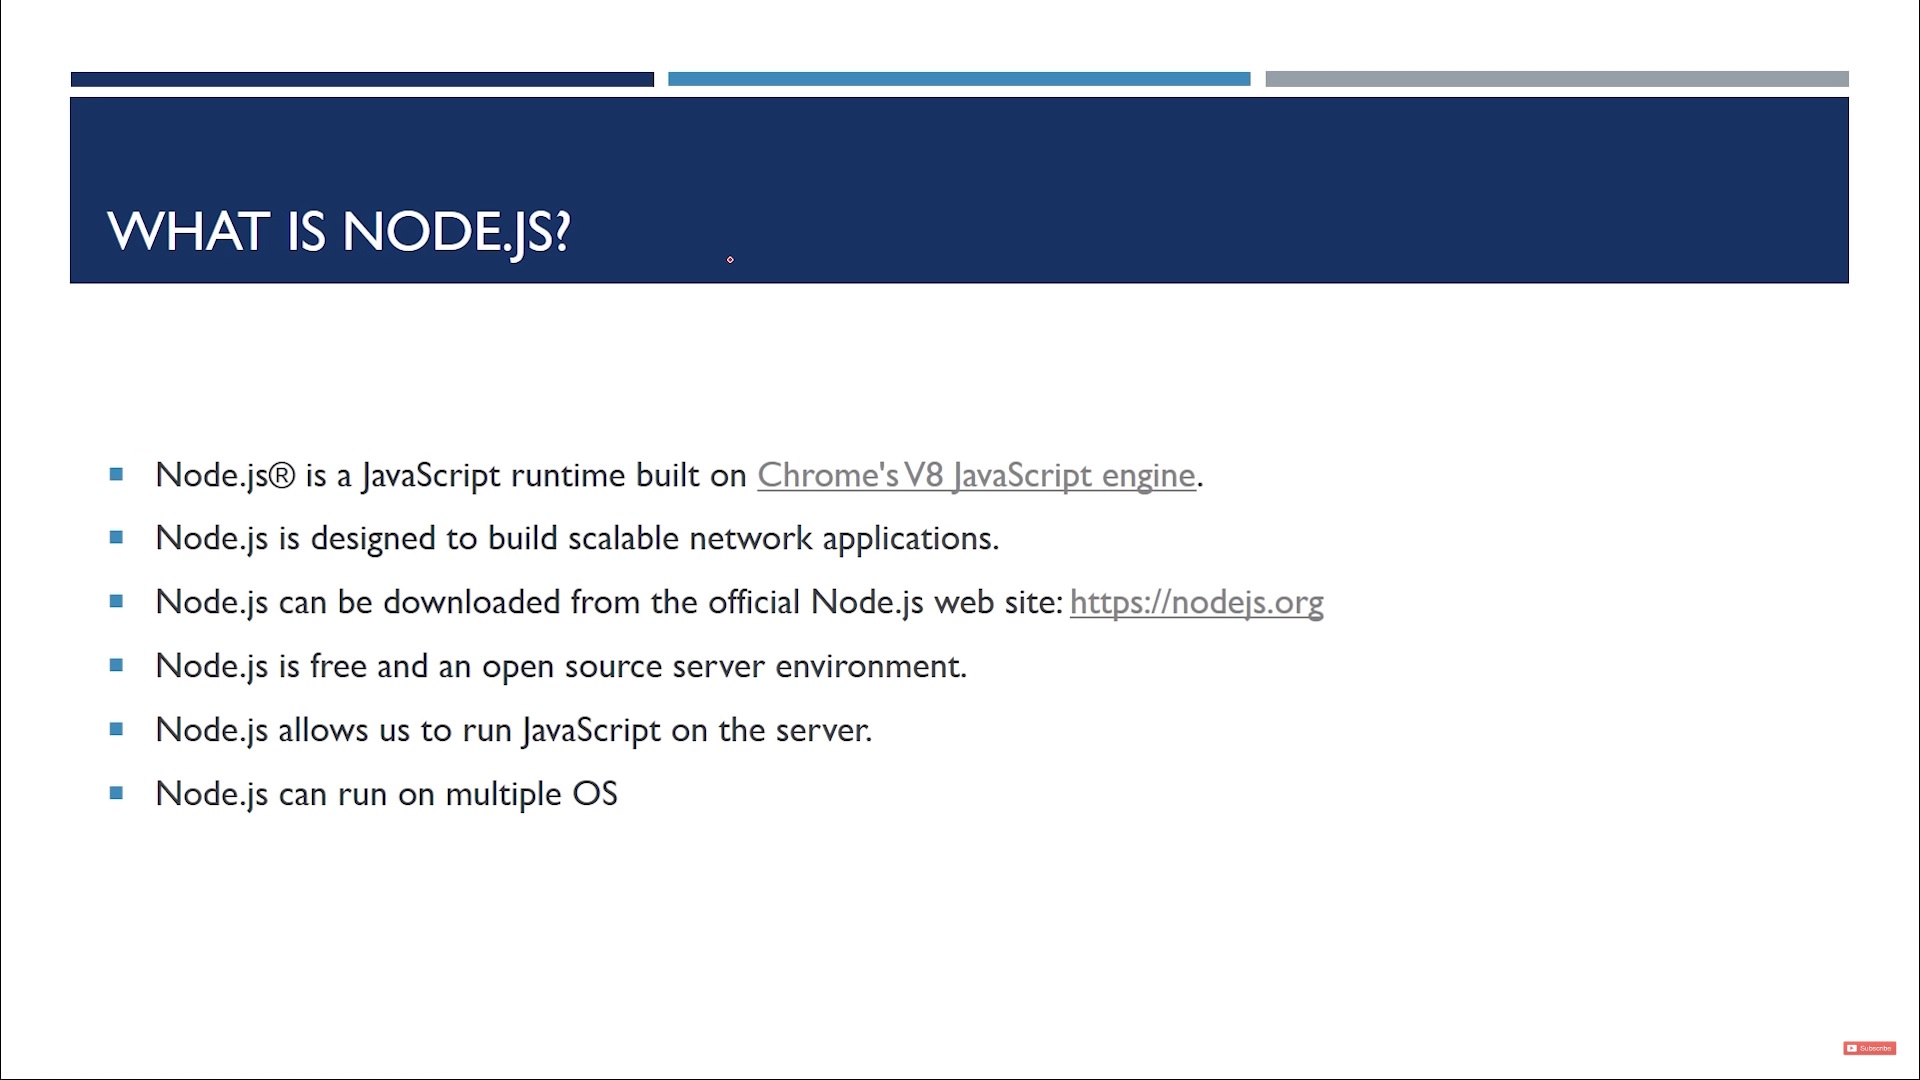 WHAT IS NODE.JS?
Node.js® is a JavaScript runtime built on Chrome's V8 JavaScript engine.
Node.js is designed to build scalable network applications.
Node.js can be downloaded from the official Node.js web site: https://nodejs.org
Node.js is free and an open source server environment.
Node.js allows us to run JavaScript on the server.
Node.js can run on multiple OS
Subscribe